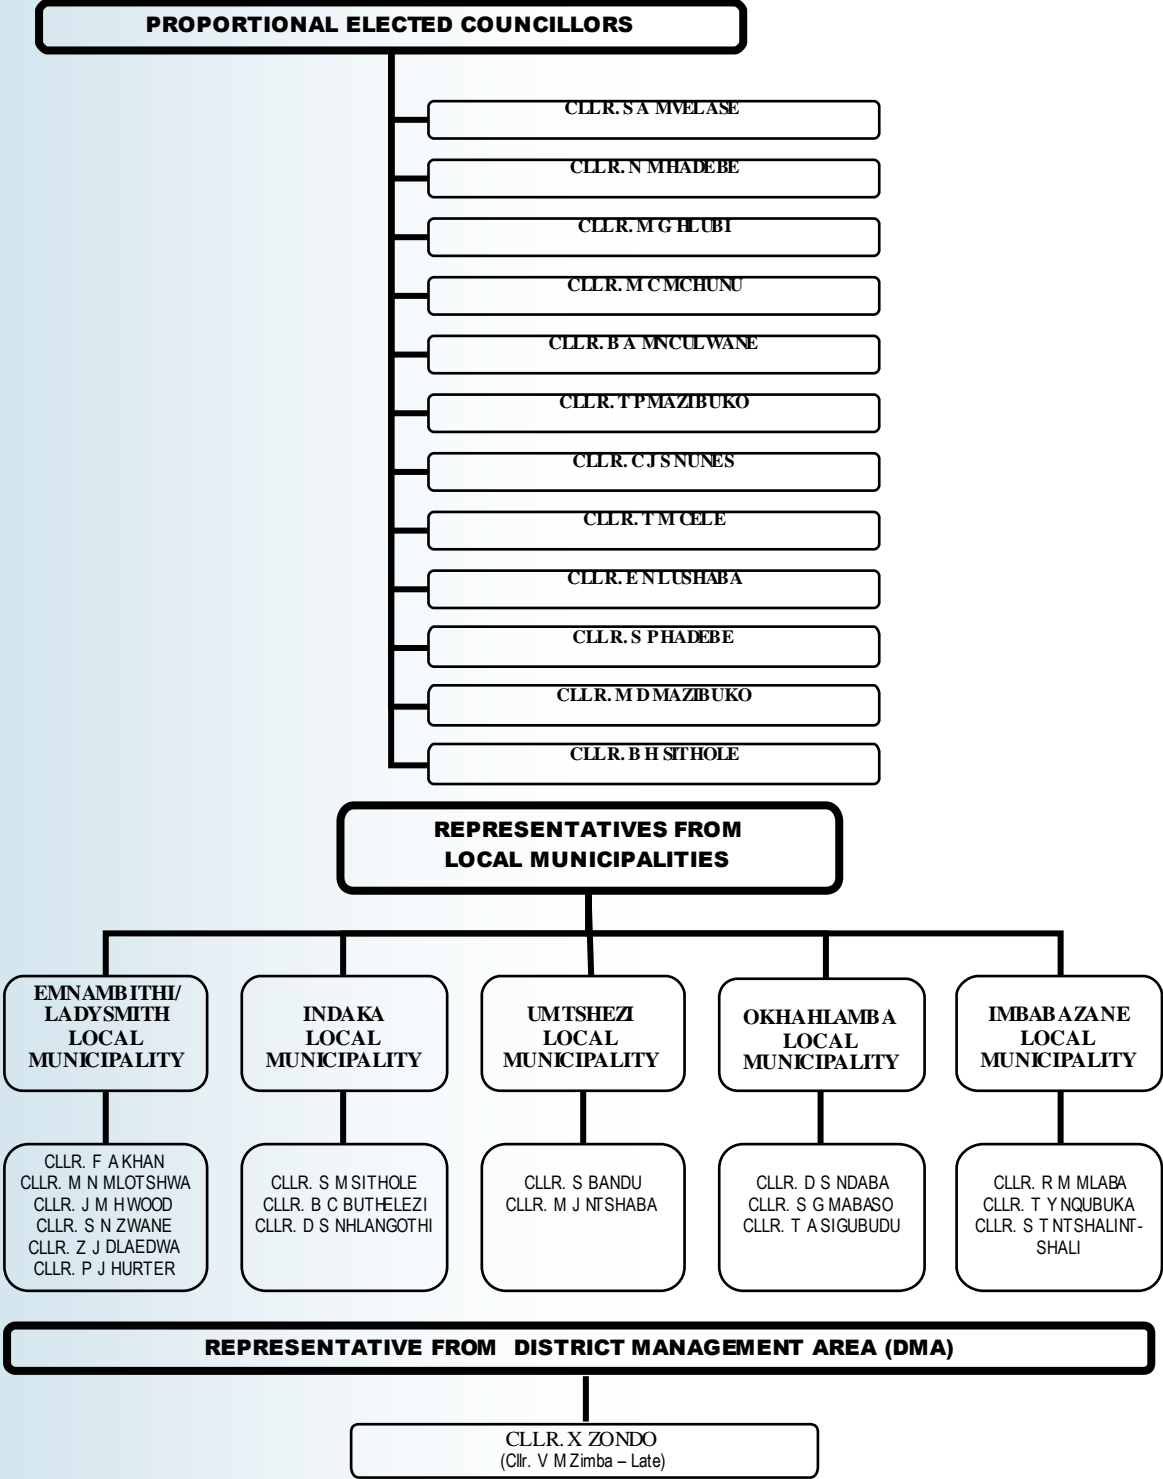 PROPORTIONAL ELECTED COUNCILLORS
CLLR. S A MVELASE
CLLR. N M HADEBE
CLLR. M G HLUBI
CLLR. M C MCHUNU
CLLR. B A MNCULWANE
CLLR. T P MAZIBUKO
CLLR. C J S NUNES
CLLR. T M CELE
CLLR. E N LUSHABA
CLLR. S P HADEBE
CLLR. M D MAZIBUKO
CLLR. B H SITHOLE
REPRESENTATIVES FROM
LOCAL MUNICIPALITIES
EMNAMBITHI/
LADYSMITH
LOCAL
MUNICIPALITY
INDAKA
LOCAL
MUNICIPALITY
UMTSHEZI
LOCAL
MUNICIPALITY
OKHAHLAMBA
LOCAL
MUNICIPALITY
IMBABAZANE
LOCAL
MUNICIPALITY
CLLR. F A KHAN
CLLR. M N MLOTSHWA
CLLR. J M H WOOD
CLLR. S N ZWANE
CLLR. Z J DLAEDWA
CLLR. P J HURTER
CLLR. S M SITHOLE
CLLR. B C BUTHELEZI
CLLR. D S NHLANGOTHI
CLLR. S BANDU
CLLR. M J NTSHABA
CLLR. D S NDABA
CLLR. S G MABASO
CLLR. T A SIGUBUDU
CLLR. R M MLABA
CLLR. T Y NQUBUKA
CLLR. S T NTSHALINT-
SHALI
REPRESENTATIVE FROM DISTRICT MANAGEMENT AREA (DMA)
CLLR. X ZONDO
(Cllr. V M Zimba – Late)